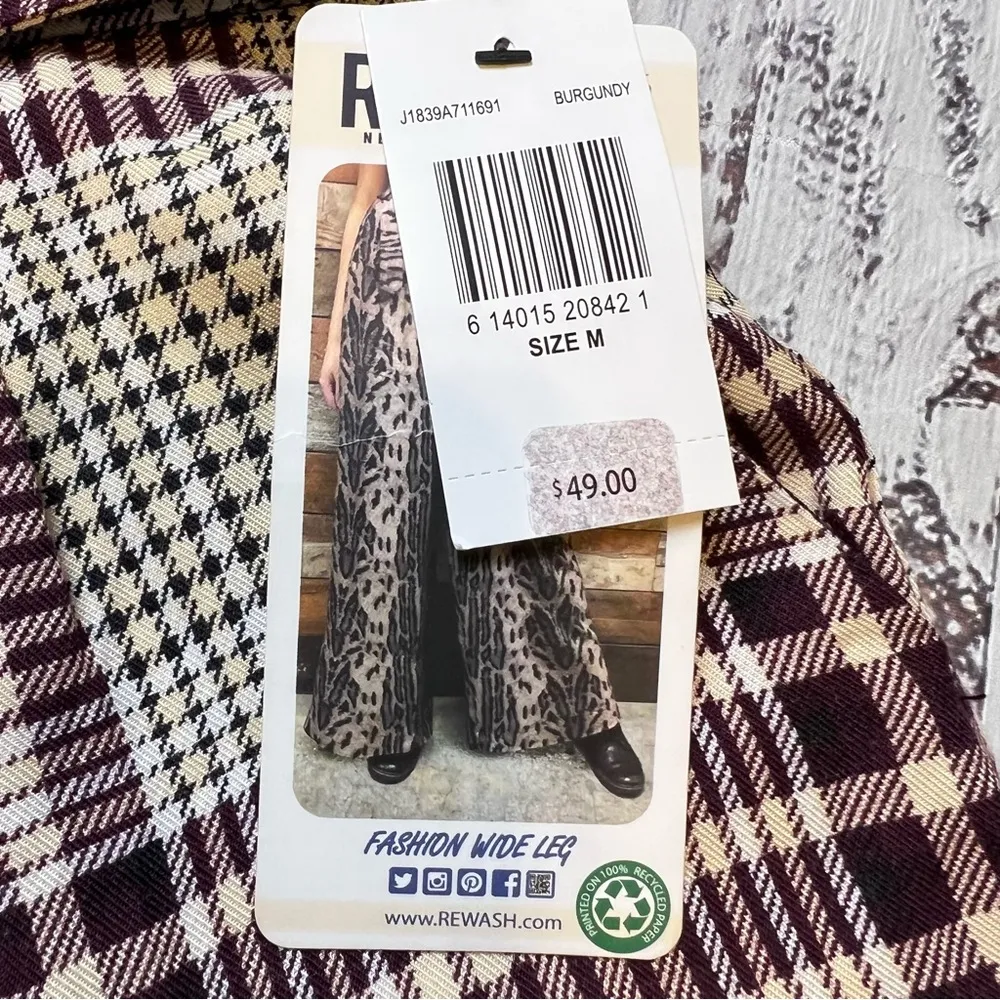 J1839A711691 BURGUNDY
6 14015 20842 1
SIZE M
$49.00
FASHION WIDE LEG
www.REWASH.com
PRINTED ON 100% RECYCLED PAPER